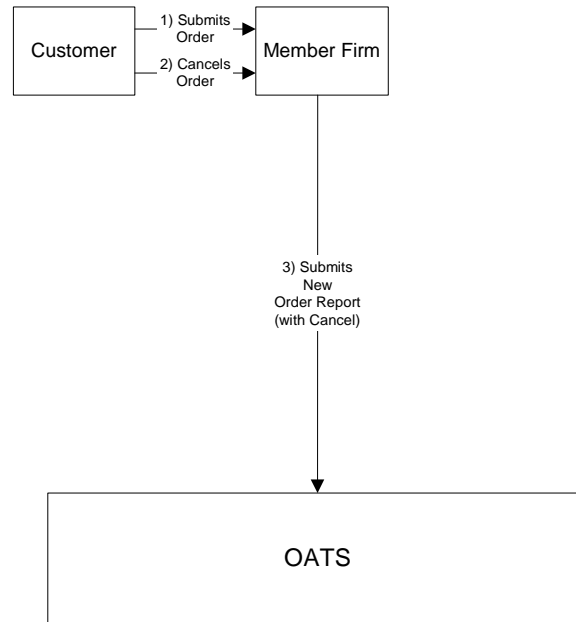 Customer
1) Submits
Order
2) Cancels
Order
Member Firm
3) Submits
New
Order Report
(with Cancel)
OATS